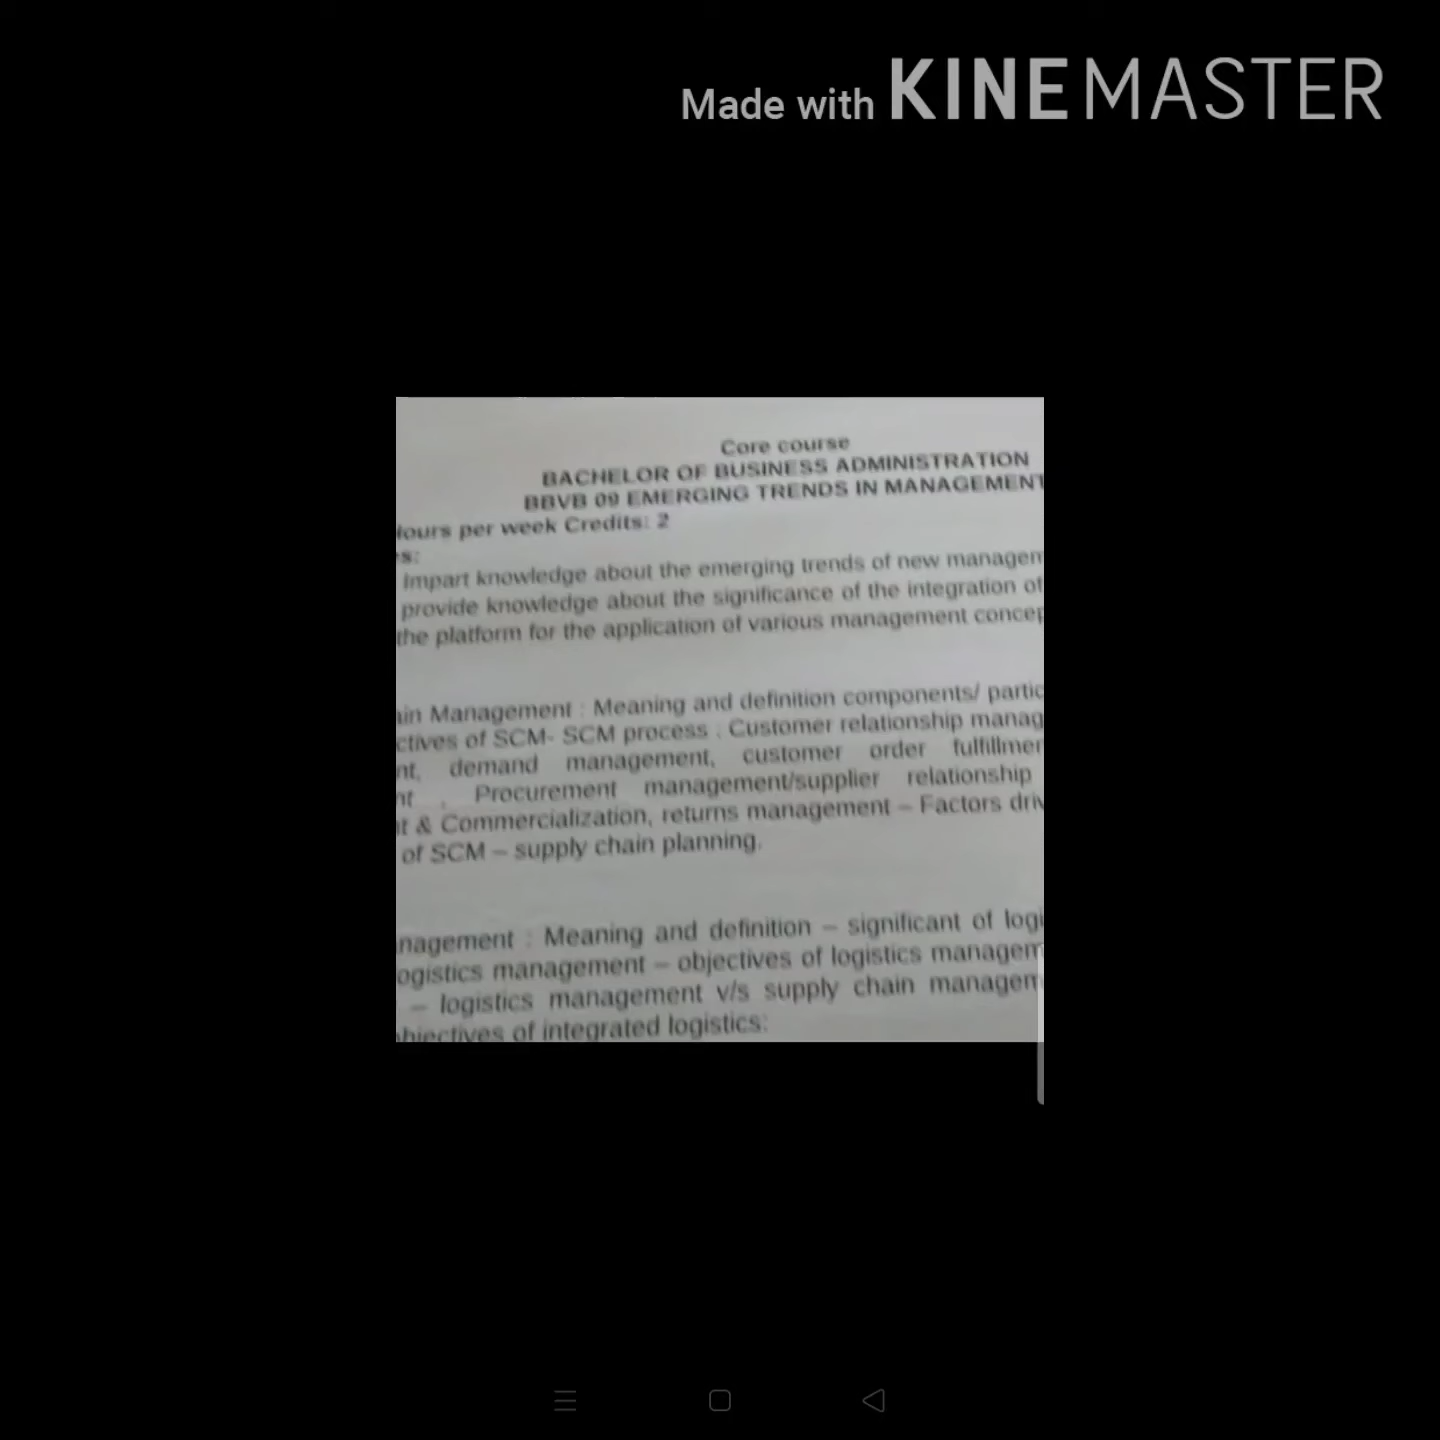 Made with KINEMASTER
Core course
BACHELOR OF BUSINESS ADMINISTRATION
BBVB 09 EMERGING TRENDS IN MANAGEMENT
Hours per week Credits: 2
es:
Impart knowledge about the emerging trends of new managem
provide knowledge about the significance of the integration of
the platform for the application of various management concep
ain Management : Meaning and definition components/ partic
ctives of SCM- SCM process : Customer relationship manag
nt, demand management, customer order fulfillmen
nt , Procurement management/supplier relationship
t & Commercialization, returns management – Factors driv
of SCM – supply chain planning.
nagement : Meaning and definition – significant of logi
ogistics management – objectives of logistics managem
– logistics management v/s supply chain managem
objectives of integrated logistics: